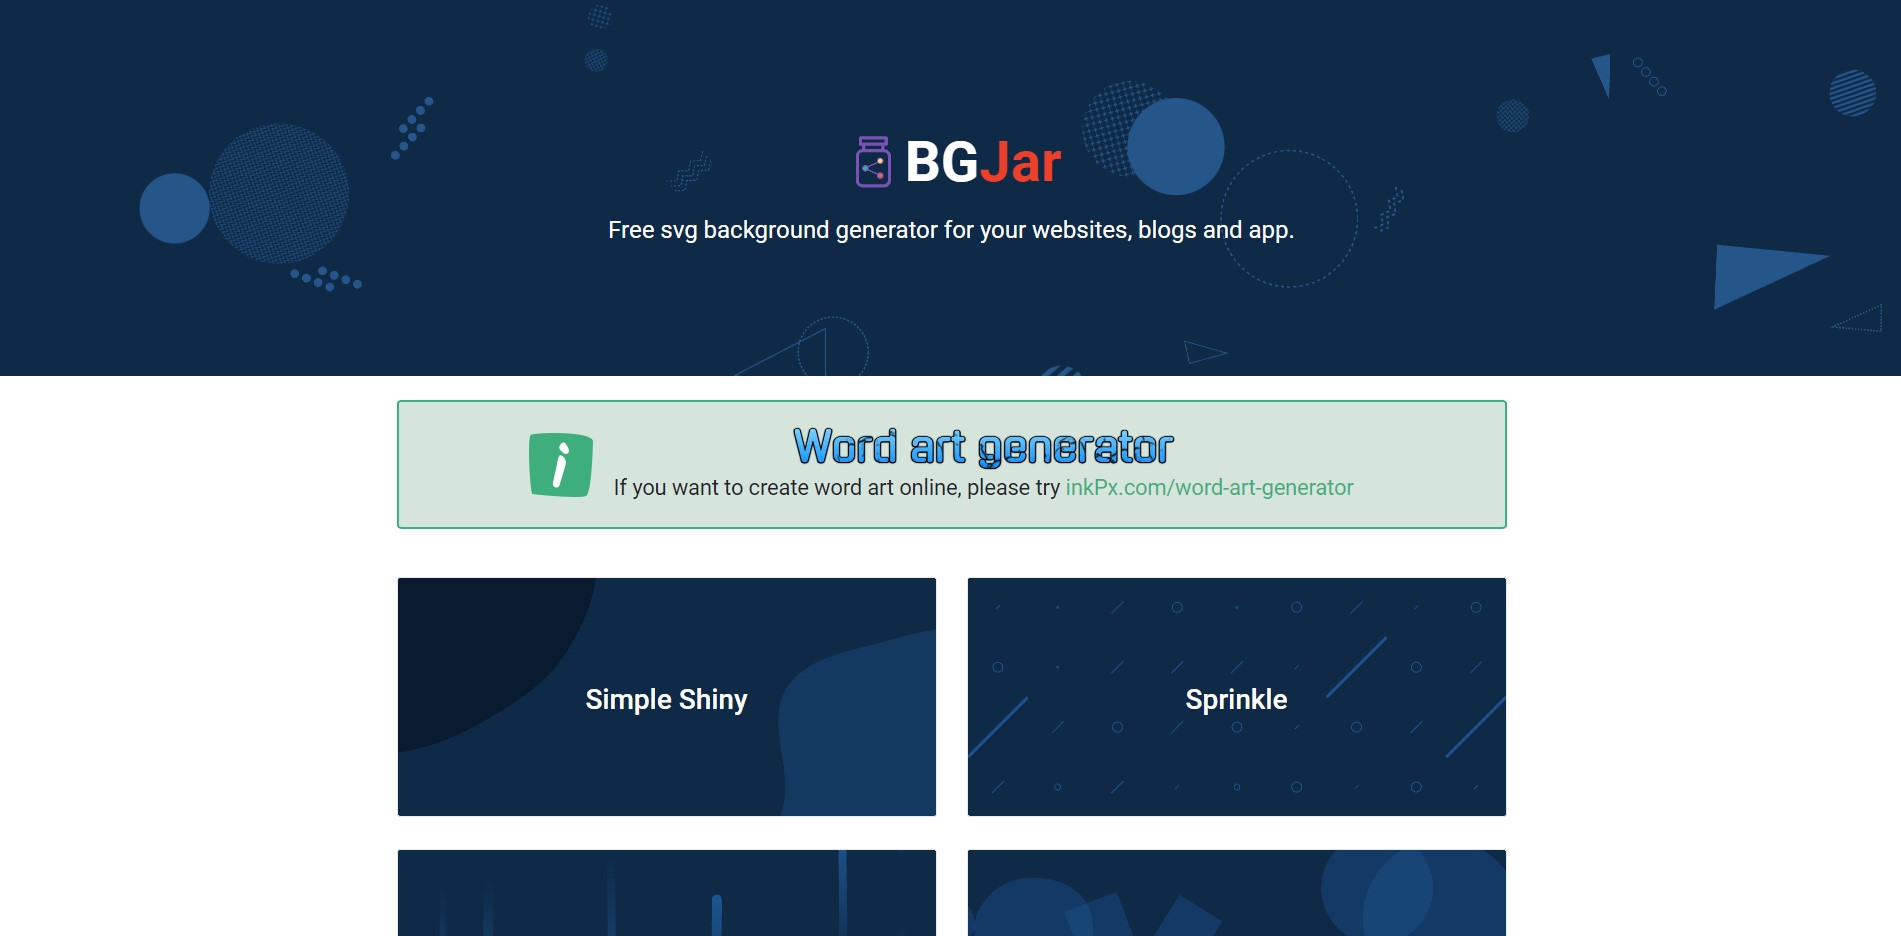 BGJar
Free svg background generator for your websites, blogs and app.
Word art generator
If you want to create word art online, please try inkPx.com/word-art-generator
Simple Shiny
Sprinkle